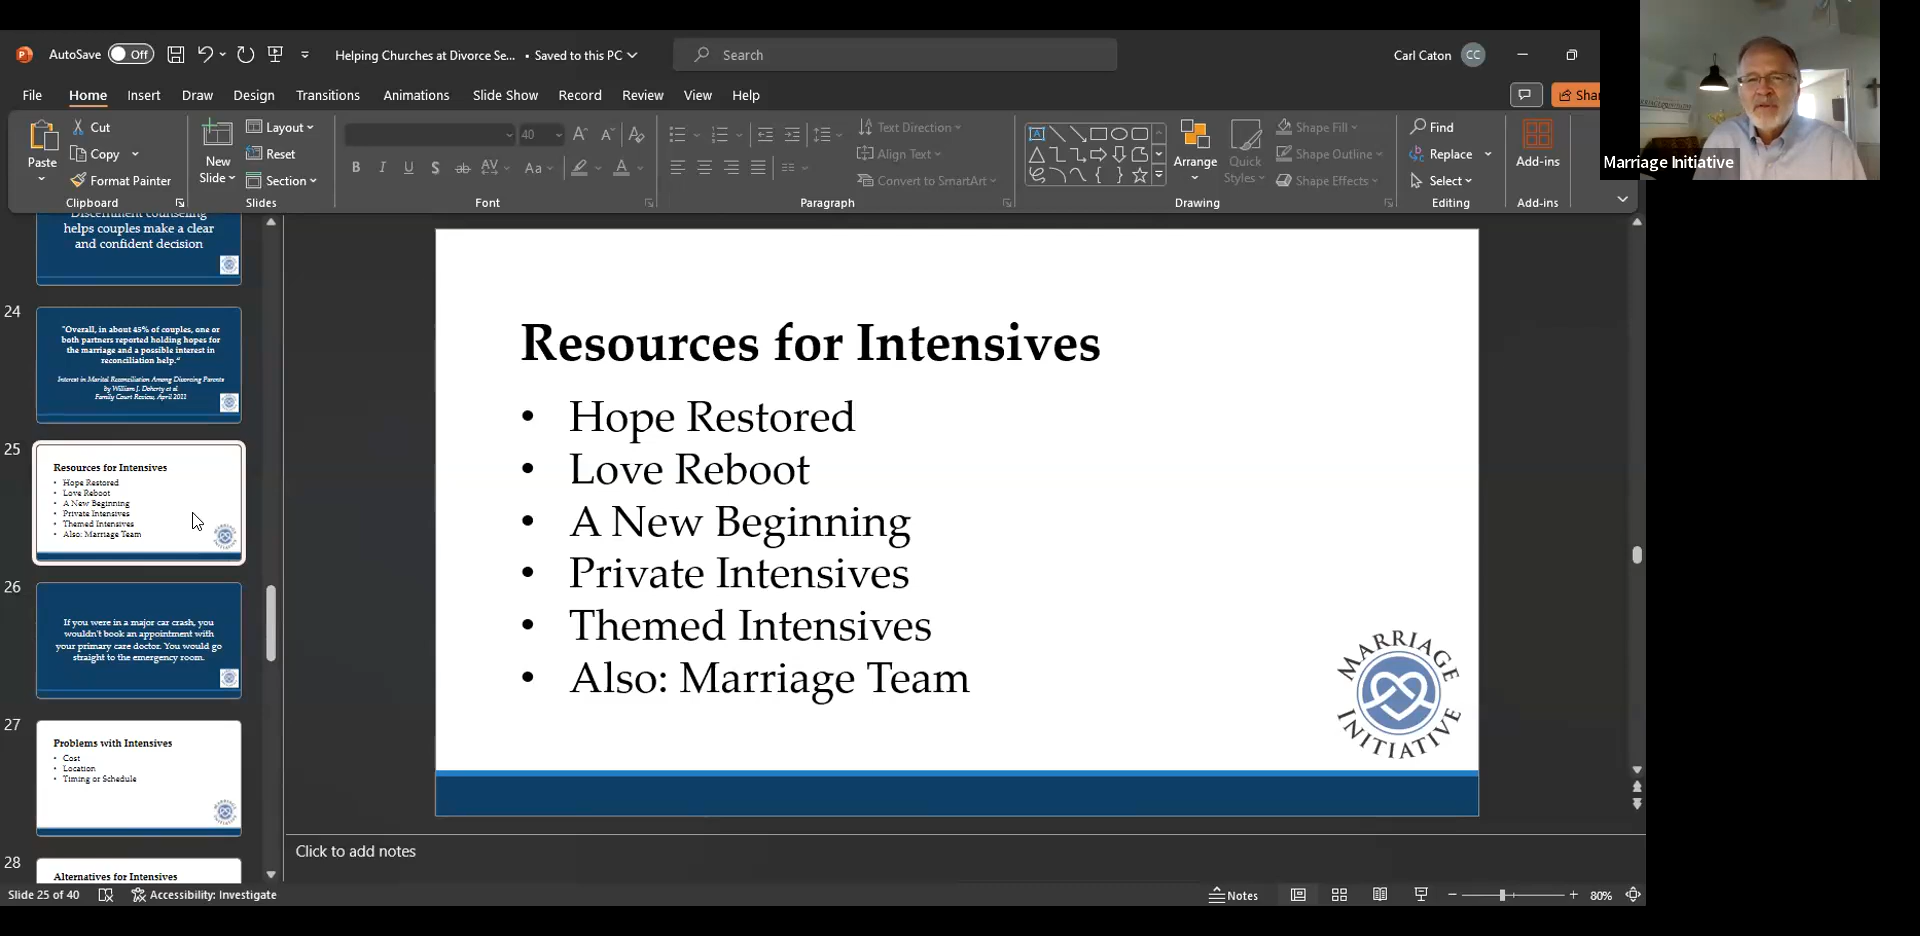 AutoSave
Off
Helping Churches at Divorce Se... • Saved to this PC
Search
Carl Caton
CC
File
Home
Insert
Draw
Design
Transitions
Animations
Slide Show
Record
Review
View
Help
Shar
Paste
Cut
Copy
Format Painter
Clipboard
New
Slide
Layout
Reset
Section
Slides
40
B I U S ab AV Aa A
Font
Text Direction
Align Text
Convert to SmartArt
Paragraph
Arrange
Quick
Styles
Shape Fill
Shape Outline
Shape Effects
Drawing
Find
Replace
Select
Editing
Add-ins
Add-ins
Marriage Initiative
Discernment counseling
helps couples make a clear
and confident decision
24
"Overall, in about 45% of couples, one or
both partners reported holding hopes for
the marriage and a possible interest in
reconciliation help."
Interest in Marital Reconciliation Among Divorcing Parents
by William J. Doherty et al
Family Court Review, April 2011
25
Resources for Intensives
• Hope Restored
• Love Reboot
• A New Beginning
• Private Intensives
• Themed Intensives
• Also: Marriage Team
26
If you were in a major car crash, you
wouldn't book an appointment with
your primary care doctor. You would go
straight to the emergency room.
27
Problems with Intensives
• Cost
• Location
• Timing or Schedule
28
Alternatives for Intensives
Resources for Intensives
• Hope Restored
• Love Reboot
• A New Beginning
• Private Intensives
• Themed Intensives
• Also: Marriage Team
MARRIAGE
INITIATIVE
Click to add notes
Slide 25 of 40
Accessibility: Investigate
Notes
80%